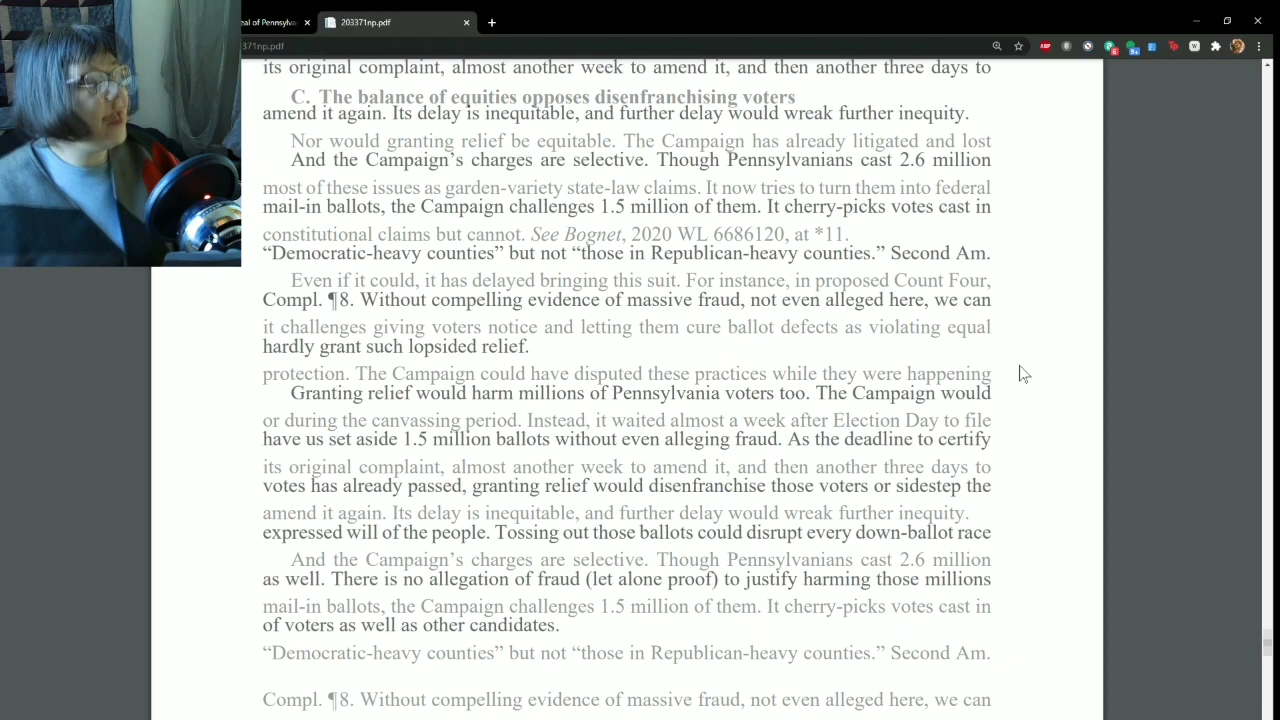 eal of Pennsylva
203371np.pdf
371np.pdf
its original complaint, almost another week to amend it, and then another three days to
C. The balance of equities opposes disenfranchising voters
amend it again. Its delay is inequitable, and further delay would wreak further inequity.
Nor would granting relief be equitable. The Campaign has already litigated and lost
And the Campaign’s charges are selective. Though Pennsylvanians cast 2.6 million
most of these issues as garden-variety state-law claims. It now tries to turn them into federal
mail-in ballots, the Campaign challenges 1.5 million of them. It cherry-picks votes cast in
constitutional claims but cannot. See Bognet, 2020 WL 6686120, at *11.
“Democratic-heavy counties” but not “those in Republican-heavy counties.” Second Am.
Even if it could, it has delayed bringing this suit. For instance, in proposed Count Four,
Compl. ¶8. Without compelling evidence of massive fraud, not even alleged here, we can
it challenges giving voters notice and letting them cure ballot defects as violating equal
hardly grant such lopsided relief.
protection. The Campaign could have disputed these practices while they were happening
Granting relief would harm millions of Pennsylvania voters too. The Campaign would
or during the canvassing period. Instead, it waited almost a week after Election Day to file
have us set aside 1.5 million ballots without even alleging fraud. As the deadline to certify
its original complaint, almost another week to amend it, and then another three days to
votes has already passed, granting relief would disenfranchise those voters or sidestep the
amend it again. Its delay is inequitable, and further delay would wreak further inequity.
expressed will of the people. Tossing out those ballots could disrupt every down-ballot race
And the Campaign’s charges are selective. Though Pennsylvanians cast 2.6 million
as well. There is no allegation of fraud (let alone proof) to justify harming those millions
mail-in ballots, the Campaign challenges 1.5 million of them. It cherry-picks votes cast in
of voters as well as other candidates.
“Democratic-heavy counties” but not “those in Republican-heavy counties.” Second Am.
Compl. ¶8. Without compelling evidence of massive fraud, not even alleged here, we can